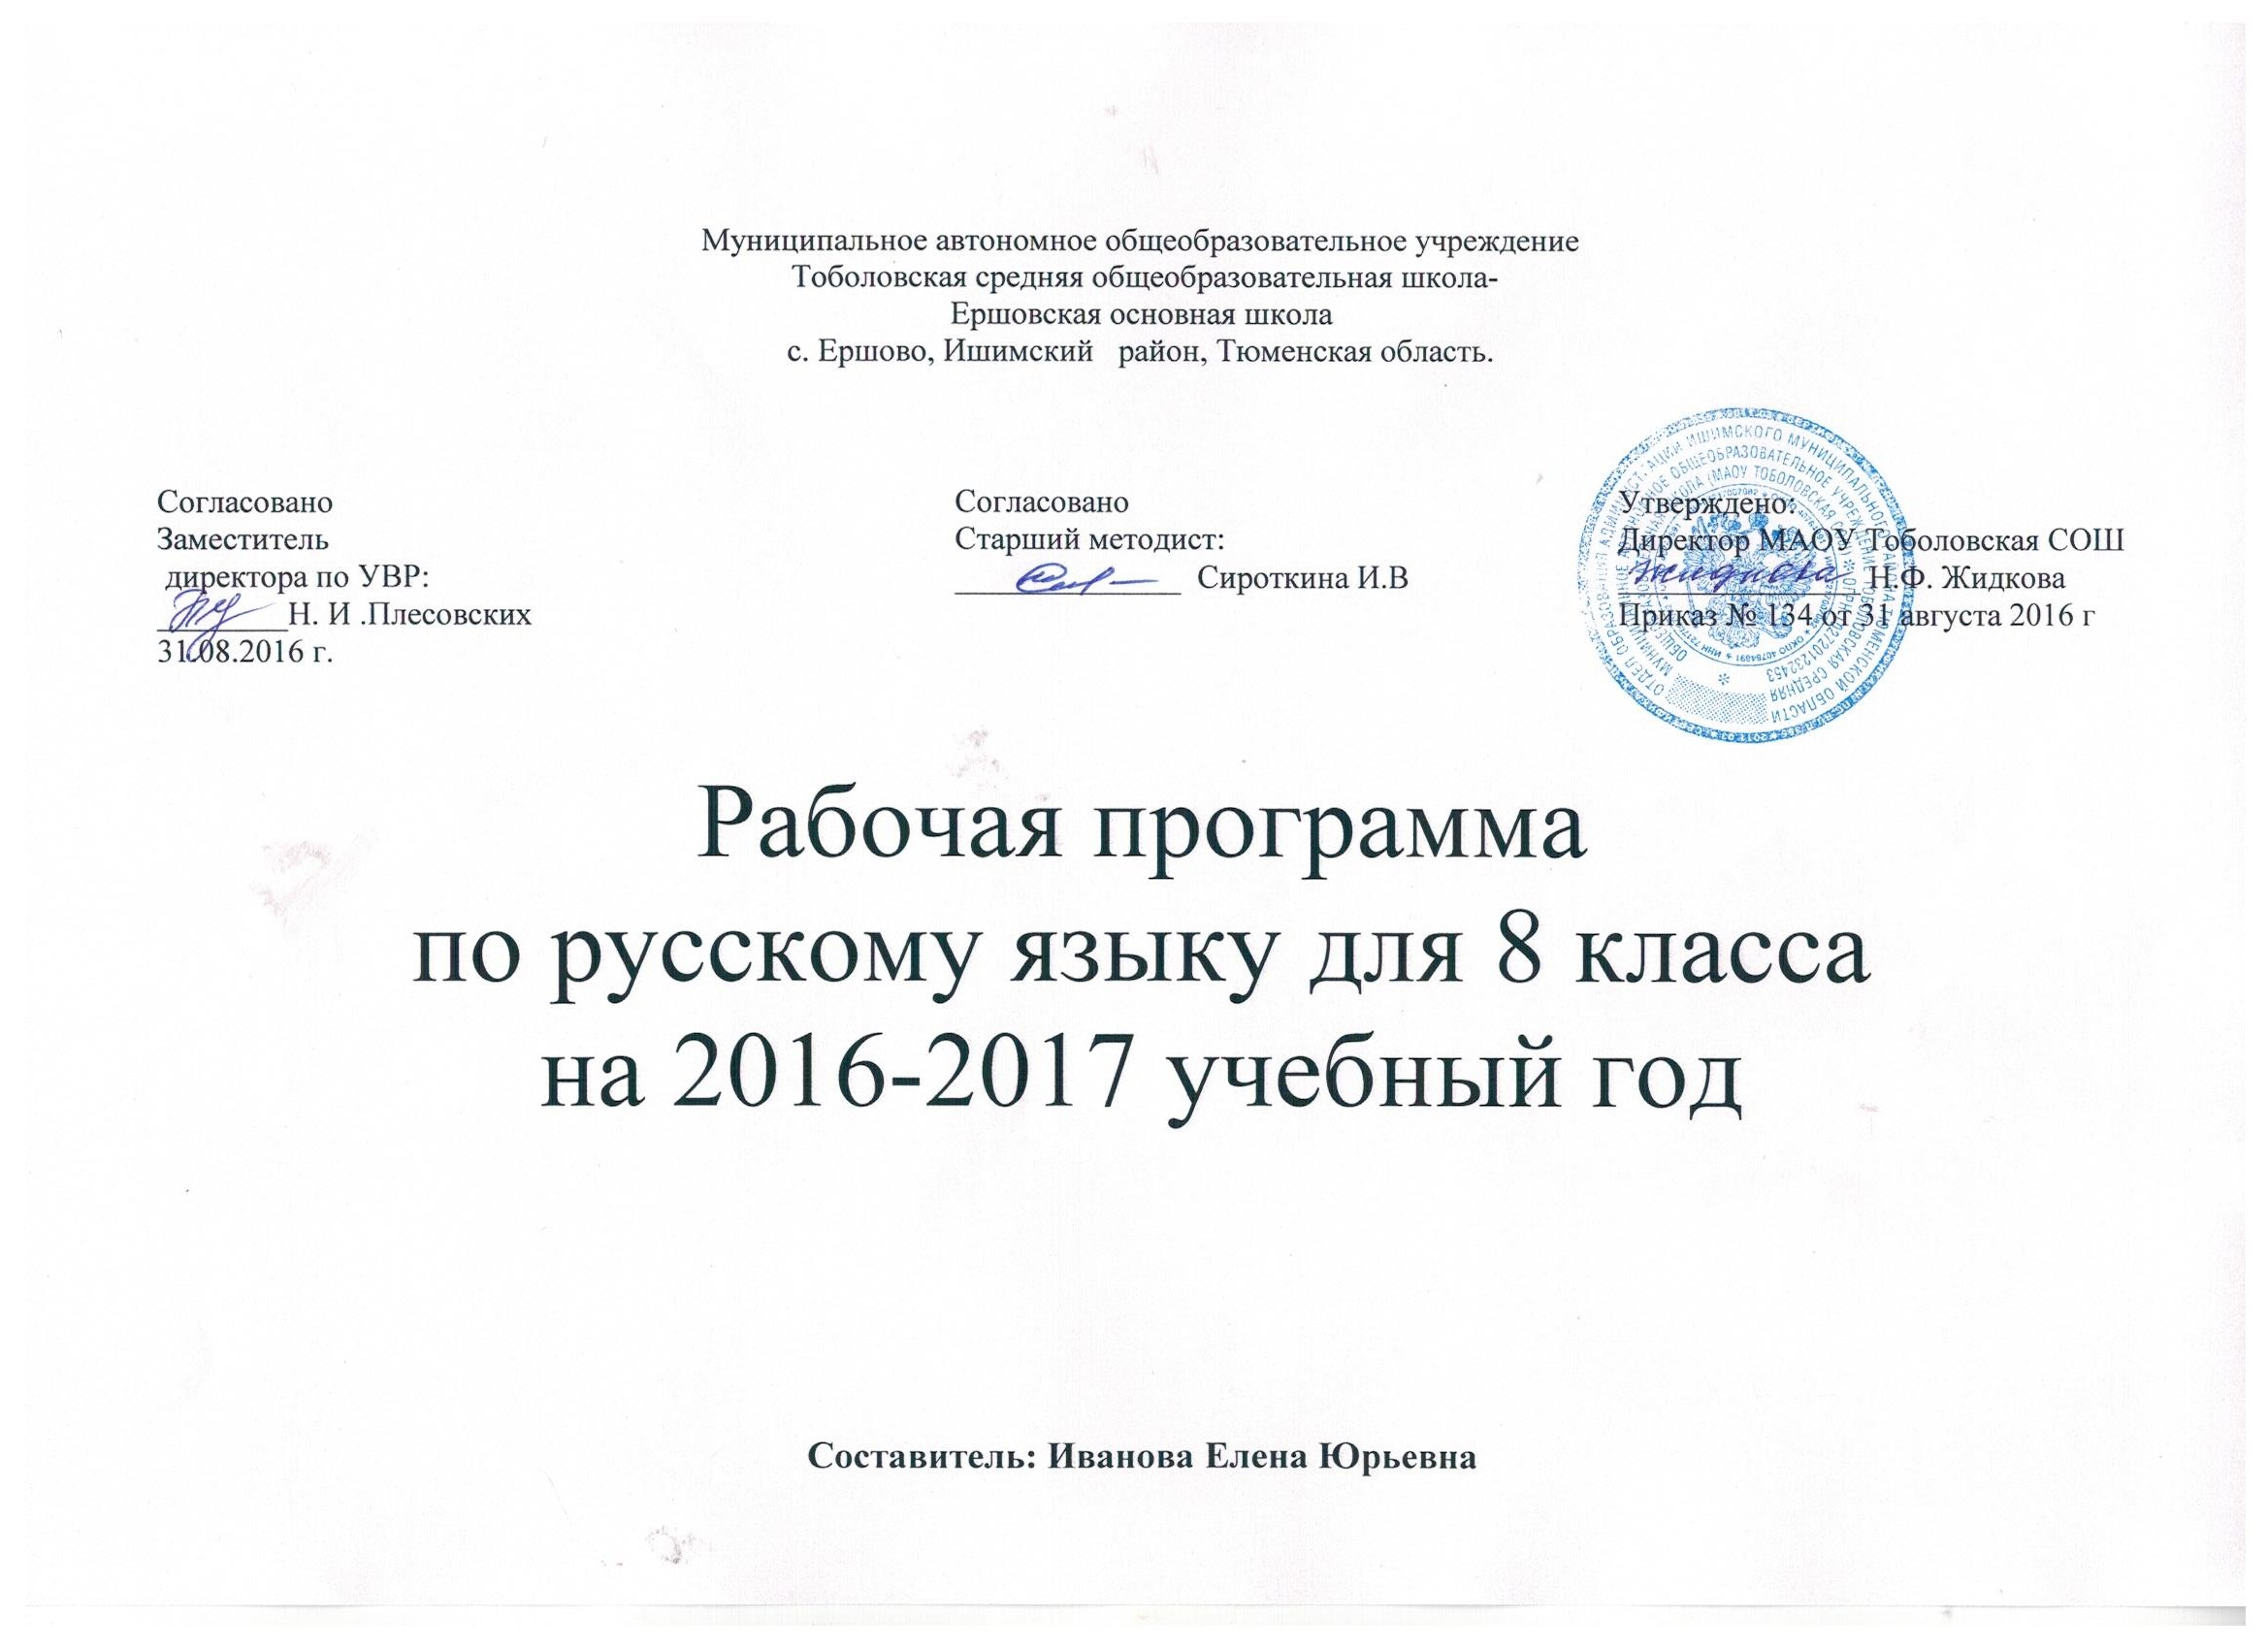 Муниципальное автономное общеобразовательное учреждение
Тоболовская средняя общеобразовательная школа-
Ершовская основная школа
с. Ершово, Ишимский район, Тюменская область.
Согласовано
Заместитель
директора по УВР:
_________Н. И .Плесовских
31.08.2016 г.
Согласовано
Старший методист:
______________ Сироткина И.В
Утверждено:
Директор МАОУ Тоболовская СОШ
Жидкова Н.Ф. Жидкова
Приказ № 134 от 31 августа 2016 г
Рабочая программа
по русскому языку для 8 класса
на 2016-2017 учебный год
Составитель: Иванова Елена Юрьевна